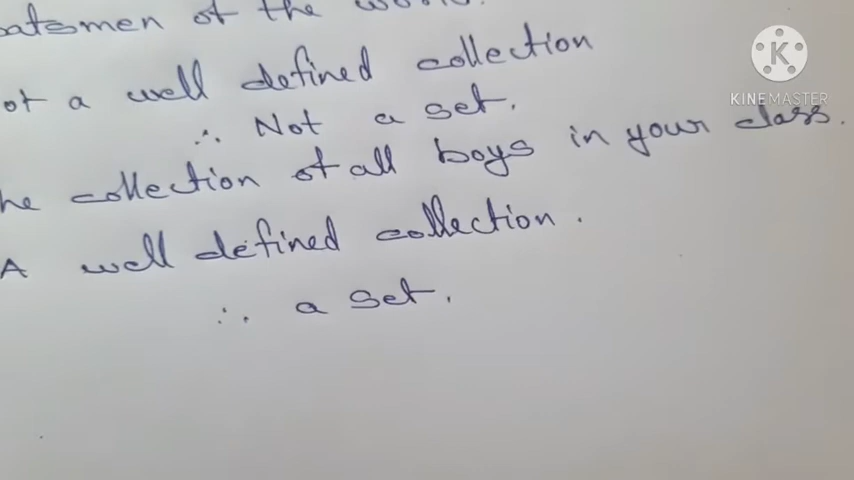 batsmen of the world.
ot a well defined collection
∴ Not a set.
he collection of all boys in your class.
A well defined collection.
∴ a set.
KINEMASTER